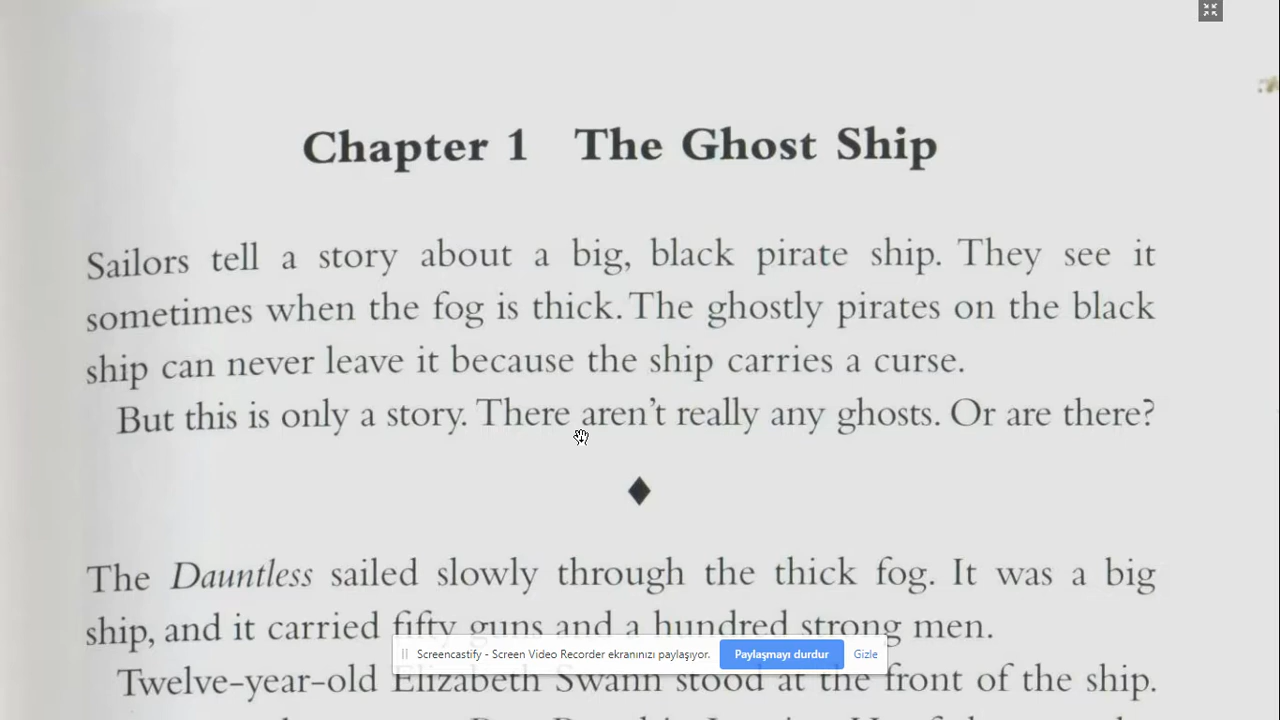 Chapter 1 The Ghost Ship
Sailors tell a story about a big, black pirate ship. They see it
sometimes when the fog is thick. The ghostly pirates on the black
ship can never leave it because the ship carries a curse.
But this is only a story. There aren't really any ghosts. Or are there?
The Dauntless sailed slowly through the thick fog. It was a big
ship, and it carried fifty guns and a hundred strong men.
Screencastify - Screen Video Recorder ekranınızı paylaşıyor.
Paylaşmayı durdur
Gizle
Twelve-year-old Elizabeth Swann stood at the front of the ship.